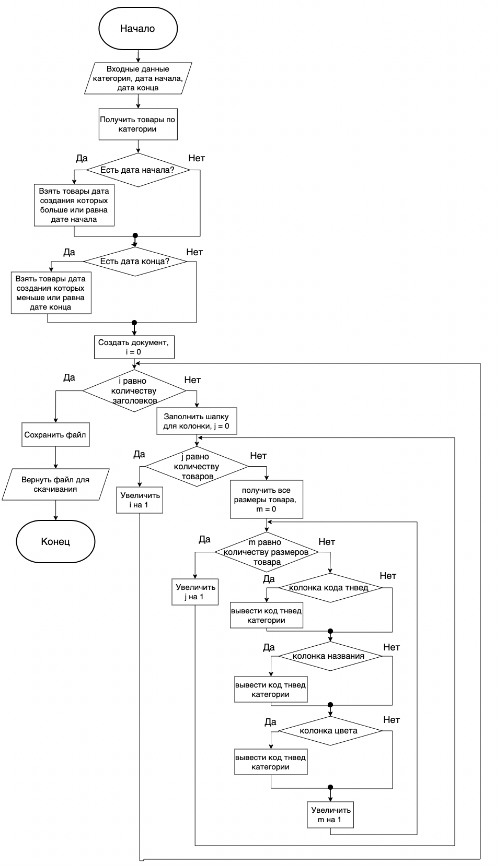 Начало
Входные данные
категория, дата начала,
дата конца
Получить товары по
категории
Да
Нет
Есть дата начала?
Взять товары дата
создания которых
больше или равна
дате начала
Да
Нет
Есть дата конца?
Взять товары дата
создания которых
меньше или равна
дате конца
Создать документ,
i = 0
Да
Нет
i равно
количеству
заголовков
Заполнить шапку
для колонки, j = 0
Сохранить файл
Да
Нет
j равно
количеству
товаров
Вернуть файл для
скачивания
Увеличить
i на 1
получить все
размеры товара,
m = 0
Конец
Да
Нет
m равно
количеству размеров
товара
Увеличить
j на 1
Да
Нет
колонка кода тнвед
вывести код тнвед
категории
Да
Нет
колонка названия
вывести код тнвед
категории
Да
Нет
колонка цвета
вывести код тнвед
категории
Увеличить
m на 1